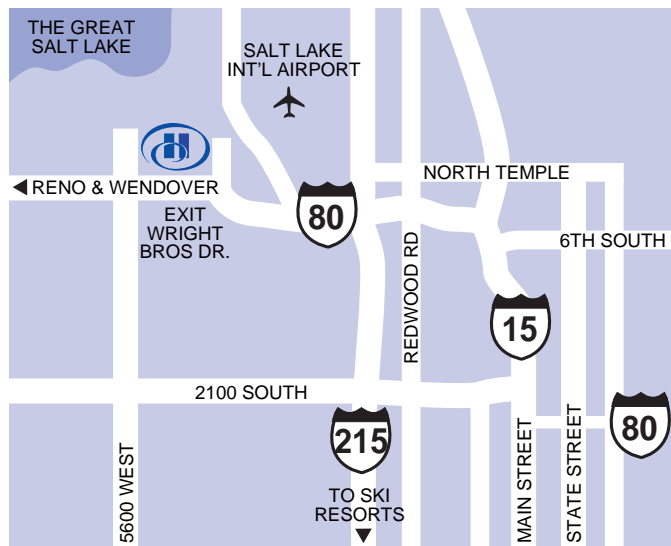 THE GREAT
SALT LAKE
SALT LAKE
INT'L AIRPORT
H
NORTH TEMPLE
RENO & WENDOVER
EXIT
WRIGHT
BROS DR.
80
6TH SOUTH
REDWOOD RD
15
2100 SOUTH
215
80
5600 WEST
MAIN STREET
STATE STREET
TO SKI
RESORTS